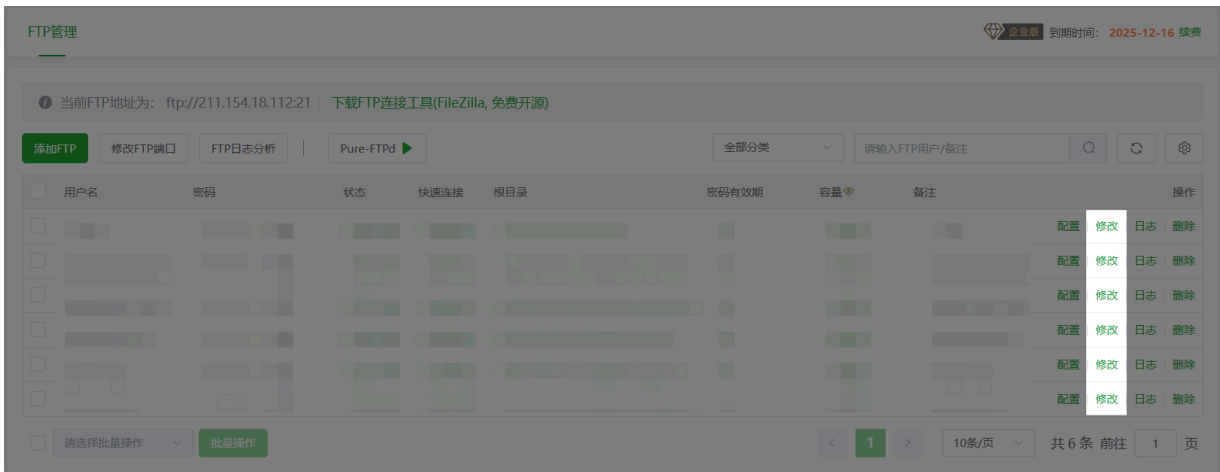 FTP管理 企业版 到期时间： 2025-12-16 续费
当前FTP地址为： ftp://211.154.18.112:21 下载FTP连接工具(FileZilla, 免费开源)
添加FTP 修改FTP端口 FTP日志分析 Pure-FTPd 全部分类 请输入FTP用户/备注
用户名 密码 状态 快速连接 根目录 密码有效期 容量 备注 操作
配置 修改 日志 删除
配置 修改 日志 删除
配置 修改 日志 删除
配置 修改 日志 删除
配置 修改 日志 删除
配置 修改 日志 删除
请选择批量操作 批量操作 < 1 > 10条/页 共 6 条 前往 1 页